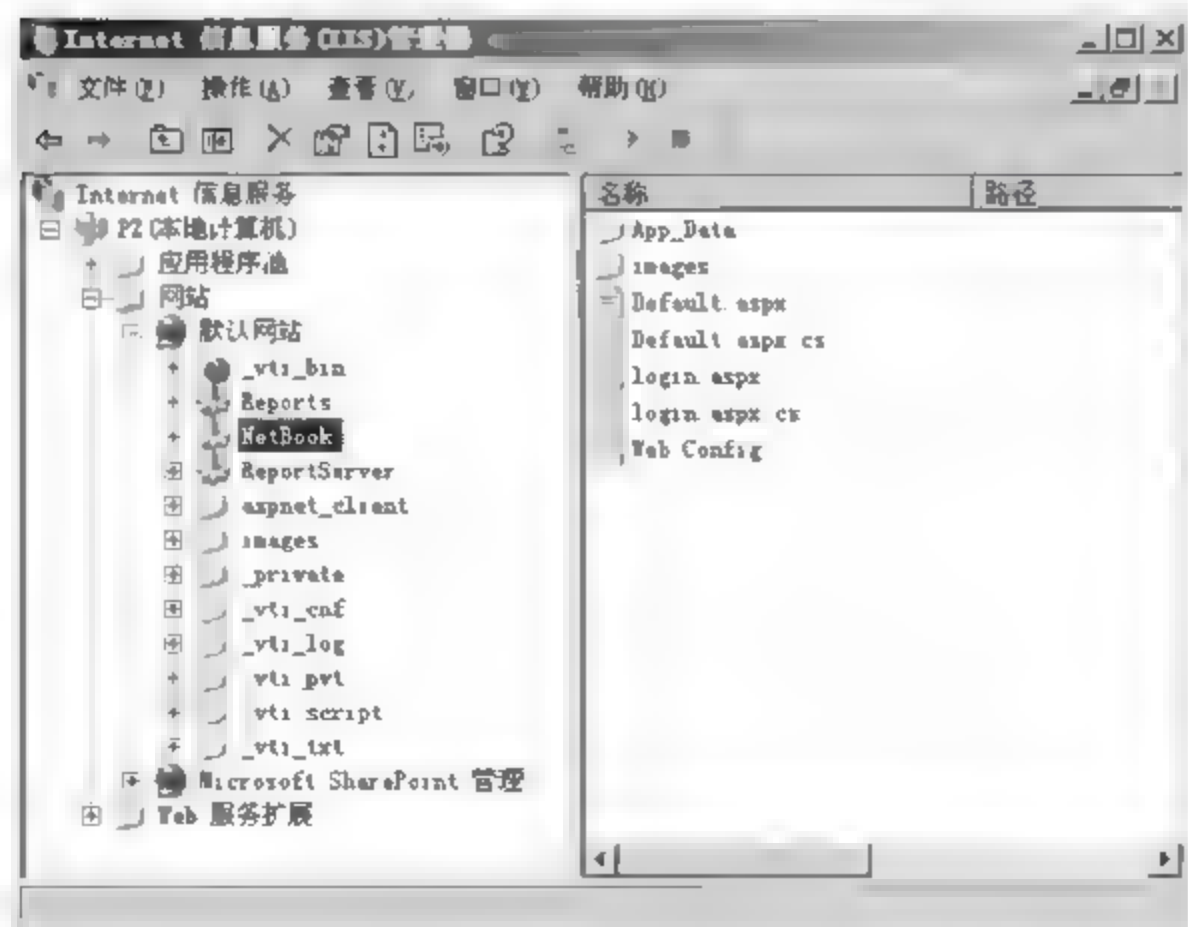 Internet 信息服务(IIS)管理器
文件(F) 操作(A) 查看(V) 窗口(W) 帮助(H)
Internet 信息服务
P2(本地计算机)
应用程序池
网站
默认网站
_vti_bin
Reports
NetBook
ReportServer
aspnet_client
images
_private
_vti_cnf
_vti_log
_vti_pvt
_vti_script
_vti_txt
Microsoft SharePoint 管理
Web 服务扩展
名称 路径
App_Data
images
Default.aspx
Default.aspx.cs
login.aspx
login.aspx.cs
Web.Config